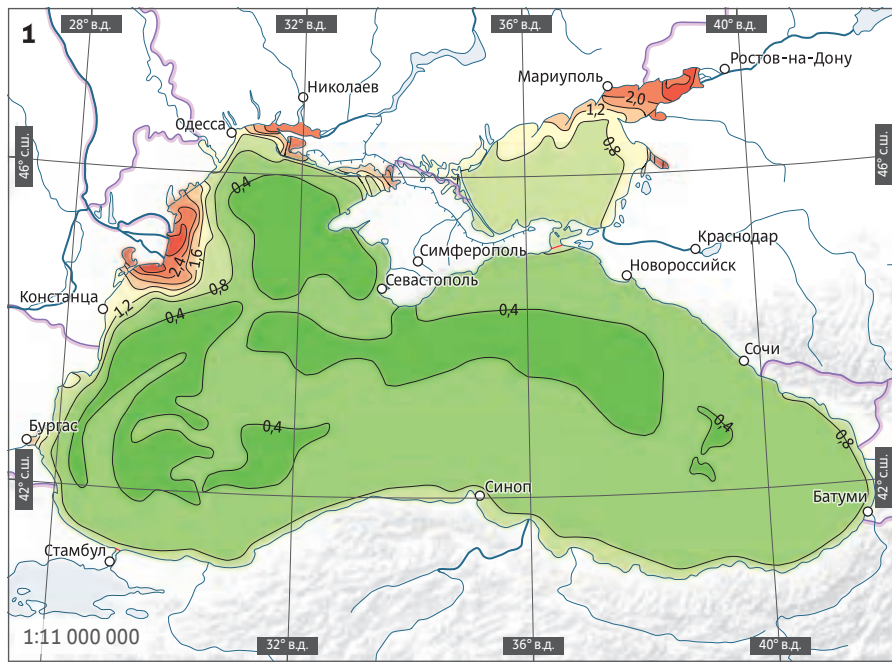 1
28° в.д.
32° в.д.
36° в.д.
40° в.д.
Ростов-на-Дону
Мариуполь
Николаев
2,0
1,2
Одесса
0,8
46° с.ш.
46° с.ш.
0,4
Краснодар
Симферополь
1,6
2,4
Новороссийск
Севастополь
0,8
Констанца
1,2
0,4
0,4
Сочи
0,4
0,4
0,8
Бургас
42° с.ш.
42° с.ш.
Синоп
Батуми
Стамбул
1:11 000 000
32° в.д.
36° в.д.
40° в.д.